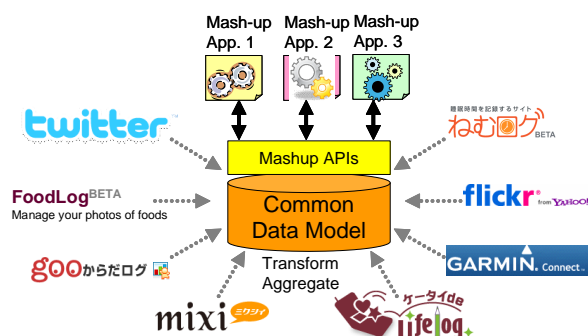 Mash-up
App. 1
Mash-up
App. 2
Mash-up
App. 3
twitter
睡眠時間を記録するサイト
ねむログ
BETA
Mashup APIs
FoodLog BETA
Manage your photos of foods
flickr
from YAHOO!
Common
Data Model
gooからだログ
GARMIN. Connect
Transform
Aggregate
mixi
ミクシィ
ケータイde
lifelog